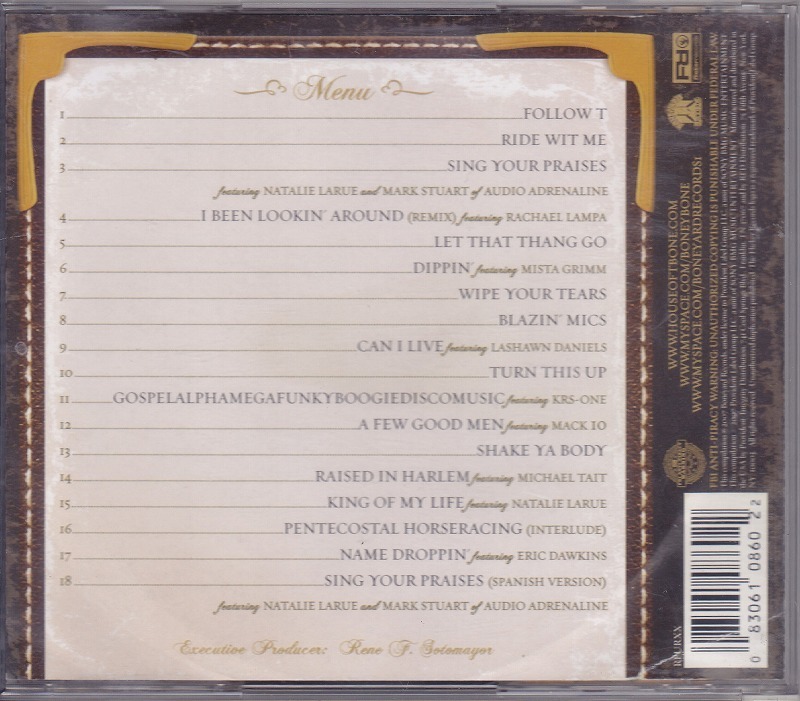 Menu
1 FOLLOW T
2 RIDE WIT ME
3 SING YOUR PRAISES
featuring NATALIE LARUE and MARK STUART of AUDIO ADRENALINE
4 I BEEN LOOKIN' AROUND (REMIX) featuring RACHAEL LAMPA
5 LET THAT THANG GO
6 DIPPIN' featuring MISTA GRIMM
7 WIPE YOUR TEARS
8 BLAZIN' MICS
9 CAN I LIVE featuring LASHAWN DANIELS
10 TURN THIS UP
11 GOSPELALPHAMEGAFUNKYBOOGIEDISCOMUSIC featuring KRS-ONE
12 A FEW GOOD MEN featuring MACK 10
13 SHAKE YA BODY
14 RAISED IN HARLEM featuring MICHAEL TAIT
15 KING OF MY LIFE featuring NATALIE LARUE
16 PENTECOSTAL HORSERACING (INTERLUDE)
17 NAME DROPPIN' featuring ERIC DAWKINS
18 SING YOUR PRAISES (SPANISH VERSION)
featuring NATALIE LARUE and MARK STUART of AUDIO ADRENALINE
Executive Producer: Rene F. Sotomayor
WWW.HOUSLOFTBONE.COM
WWW.MYSPACE.COM/BONEYBONE
WWW.MYSPACE.COM/BONEYARDRECORDS1
FBI ANTI-PIRACY WARNING: UNAUTHORIZED COPYING IS PUNISHABLE UNDER FEDERAL LAW
0 83061 0860 2 2